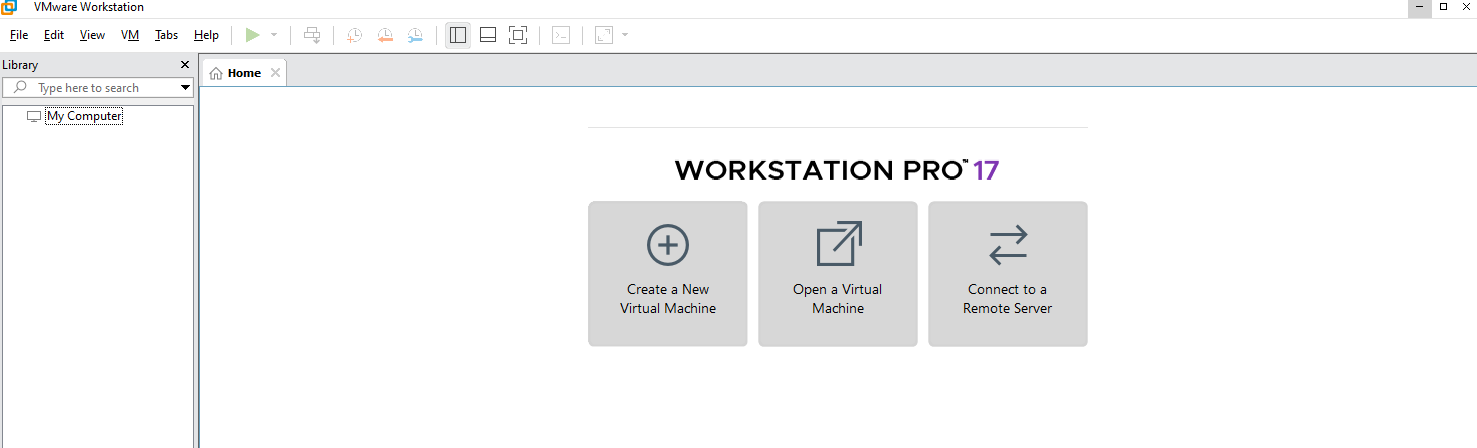 VMware Workstation
File Edit View VM Tabs Help
Library
Type here to search
My Computer
Home
WORKSTATION PRO™ 17
Create a New
Virtual Machine
Open a Virtual
Machine
Connect to a
Remote Server